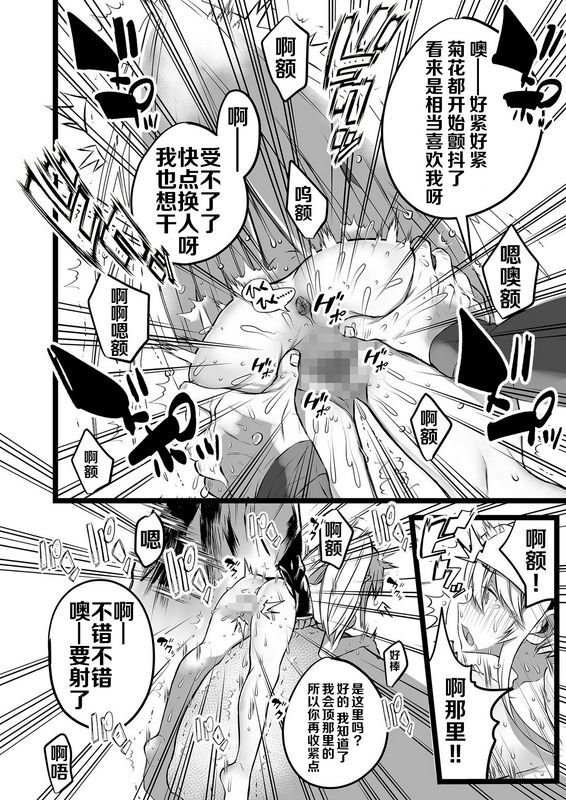 噢—好紧好紧
菊花都开始颤抖了
看来是相当喜欢我呀
啊额
啊—
受不了了
快点换人呀
我也想干
呜额
嗯噢额
啊啊嗯额
啊额
啊额
啊额！
啊那里!!
啊额
嗯
好棒
是这里吗？
好的 我知道了
我会顶那里的
所以你再收紧点
啊—
不错不错
噢—要射了
啊唔